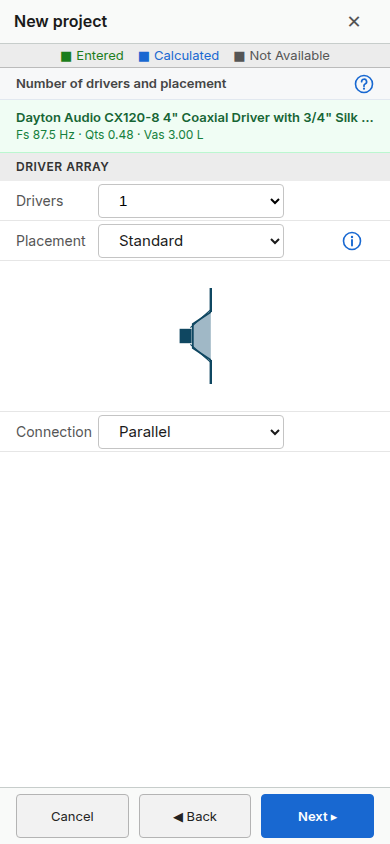 New project ✕
■ Entered ■ Calculated ■ Not Available
Number of drivers and placement
Dayton Audio CX120-8 4" Coaxial Driver with 3/4" Silk ...
Fs 87.5 Hz · Qts 0.48 · Vas 3.00 L
DRIVER ARRAY
Drivers 1
Placement Standard
Connection Parallel
Cancel ◀ Back Next ▸